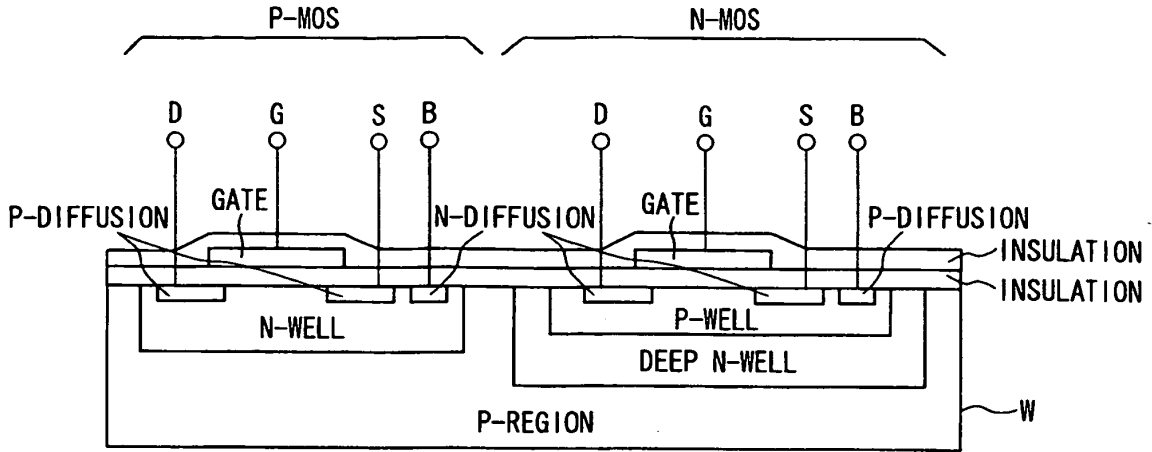 P-MOS N-MOS
D G S B D G S B
P-DIFFUSION GATE N-DIFFUSION GATE P-DIFFUSION
INSULATION
INSULATION
N-WELL P-WELL
DEEP N-WELL
P-REGION W